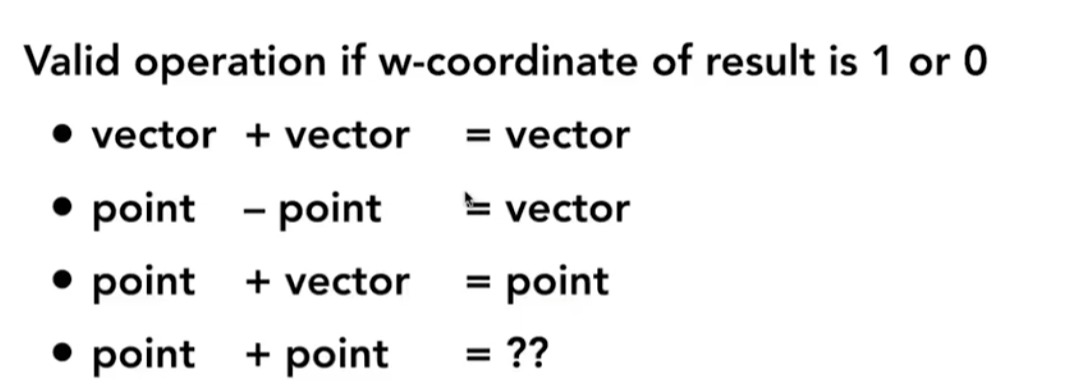 Valid operation if w-coordinate of result is 1 or 0
• vector + vector = vector
• point – point = vector
• point + vector = point
• point + point = ??